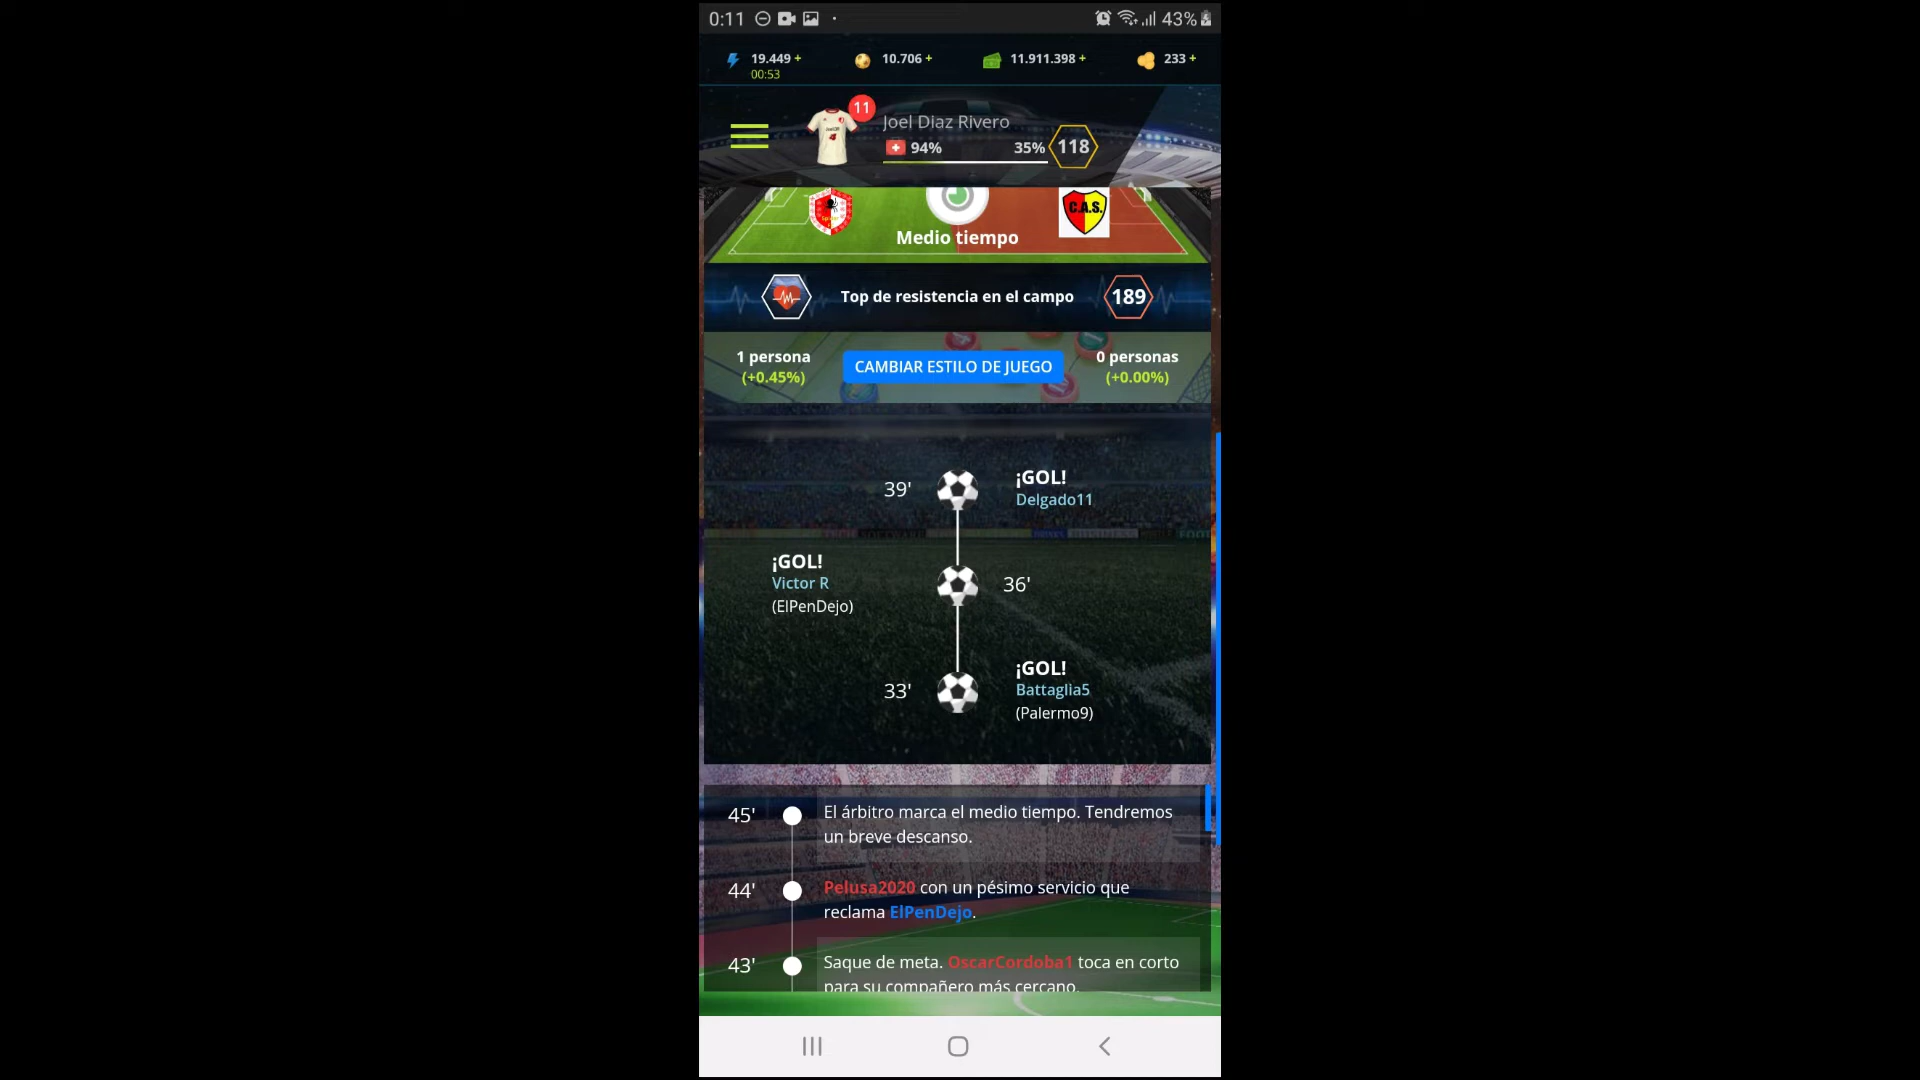 0:11
43%
19.449 +
00:53
10.706 +
11.911.398 +
233 +
11
Joel Diaz Rivero
94%
35%
118
C.A.S.
Medio tiempo
Top de resistencia en el campo
189
1 persona
(+0.45%)
CAMBIAR ESTILO DE JUEGO
0 personas
(+0.00%)
39'
¡GOL!
Delgado11
¡GOL!
Victor R
(ElPenDejo)
36'
33'
¡GOL!
Battaglia5
(Palermo9)
45'
El árbitro marca el medio tiempo. Tendremos
un breve descanso.
44'
Pelusa2020 con un pésimo servicio que
reclama ElPenDejo.
43'
Saque de meta. OscarCordoba1 toca en corto
para su compañero más cercano.